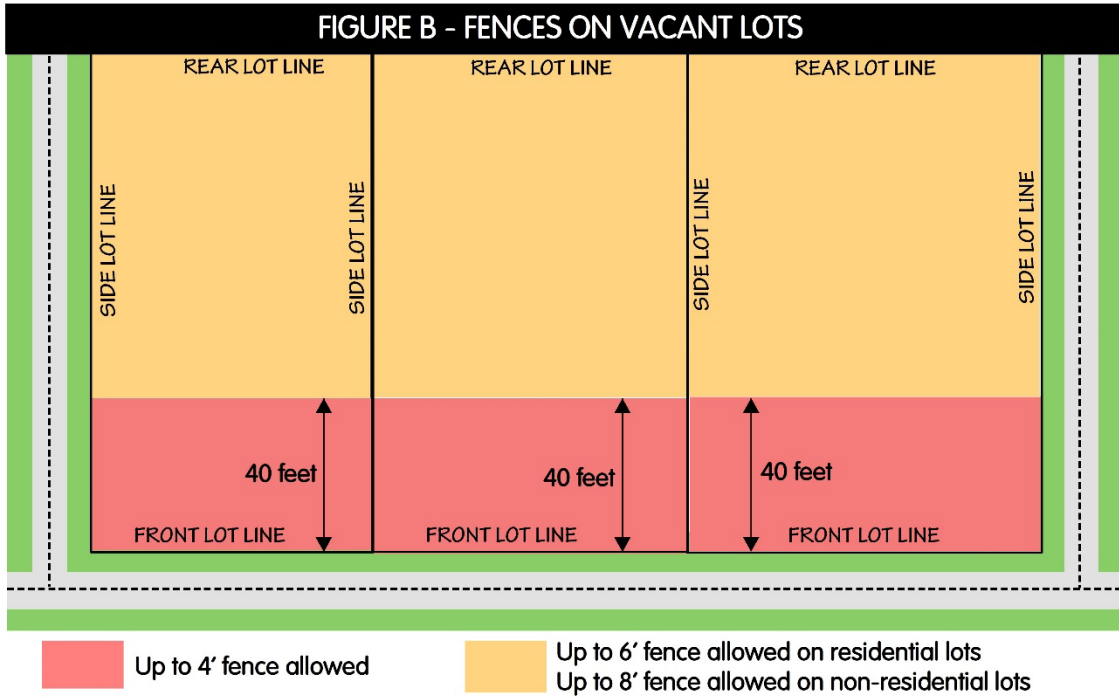 FIGURE B - FENCES ON VACANT LOTS
REAR LOT LINE
REAR LOT LINE
REAR LOT LINE
SIDE LOT LINE
SIDE LOT LINE
SIDE LOT LINE
SIDE LOT LINE
40 feet
40 feet
40 feet
FRONT LOT LINE
FRONT LOT LINE
FRONT LOT LINE
Up to 4' fence allowed
Up to 6' fence allowed on residential lots
Up to 8' fence allowed on non-residential lots